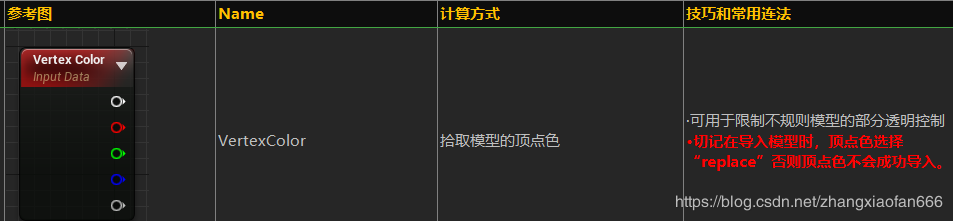 参考图
Name
计算方式
技巧和常用连法
Vertex Color
Input Data
VertexColor
拾取模型的顶点色
·可用于限制不规则模型的部分透明控制
•切记在导入模型时，顶点色选择
“replace”否则顶点色不会成功导入。
https://blog.csdn.net/zhangxiaofan666